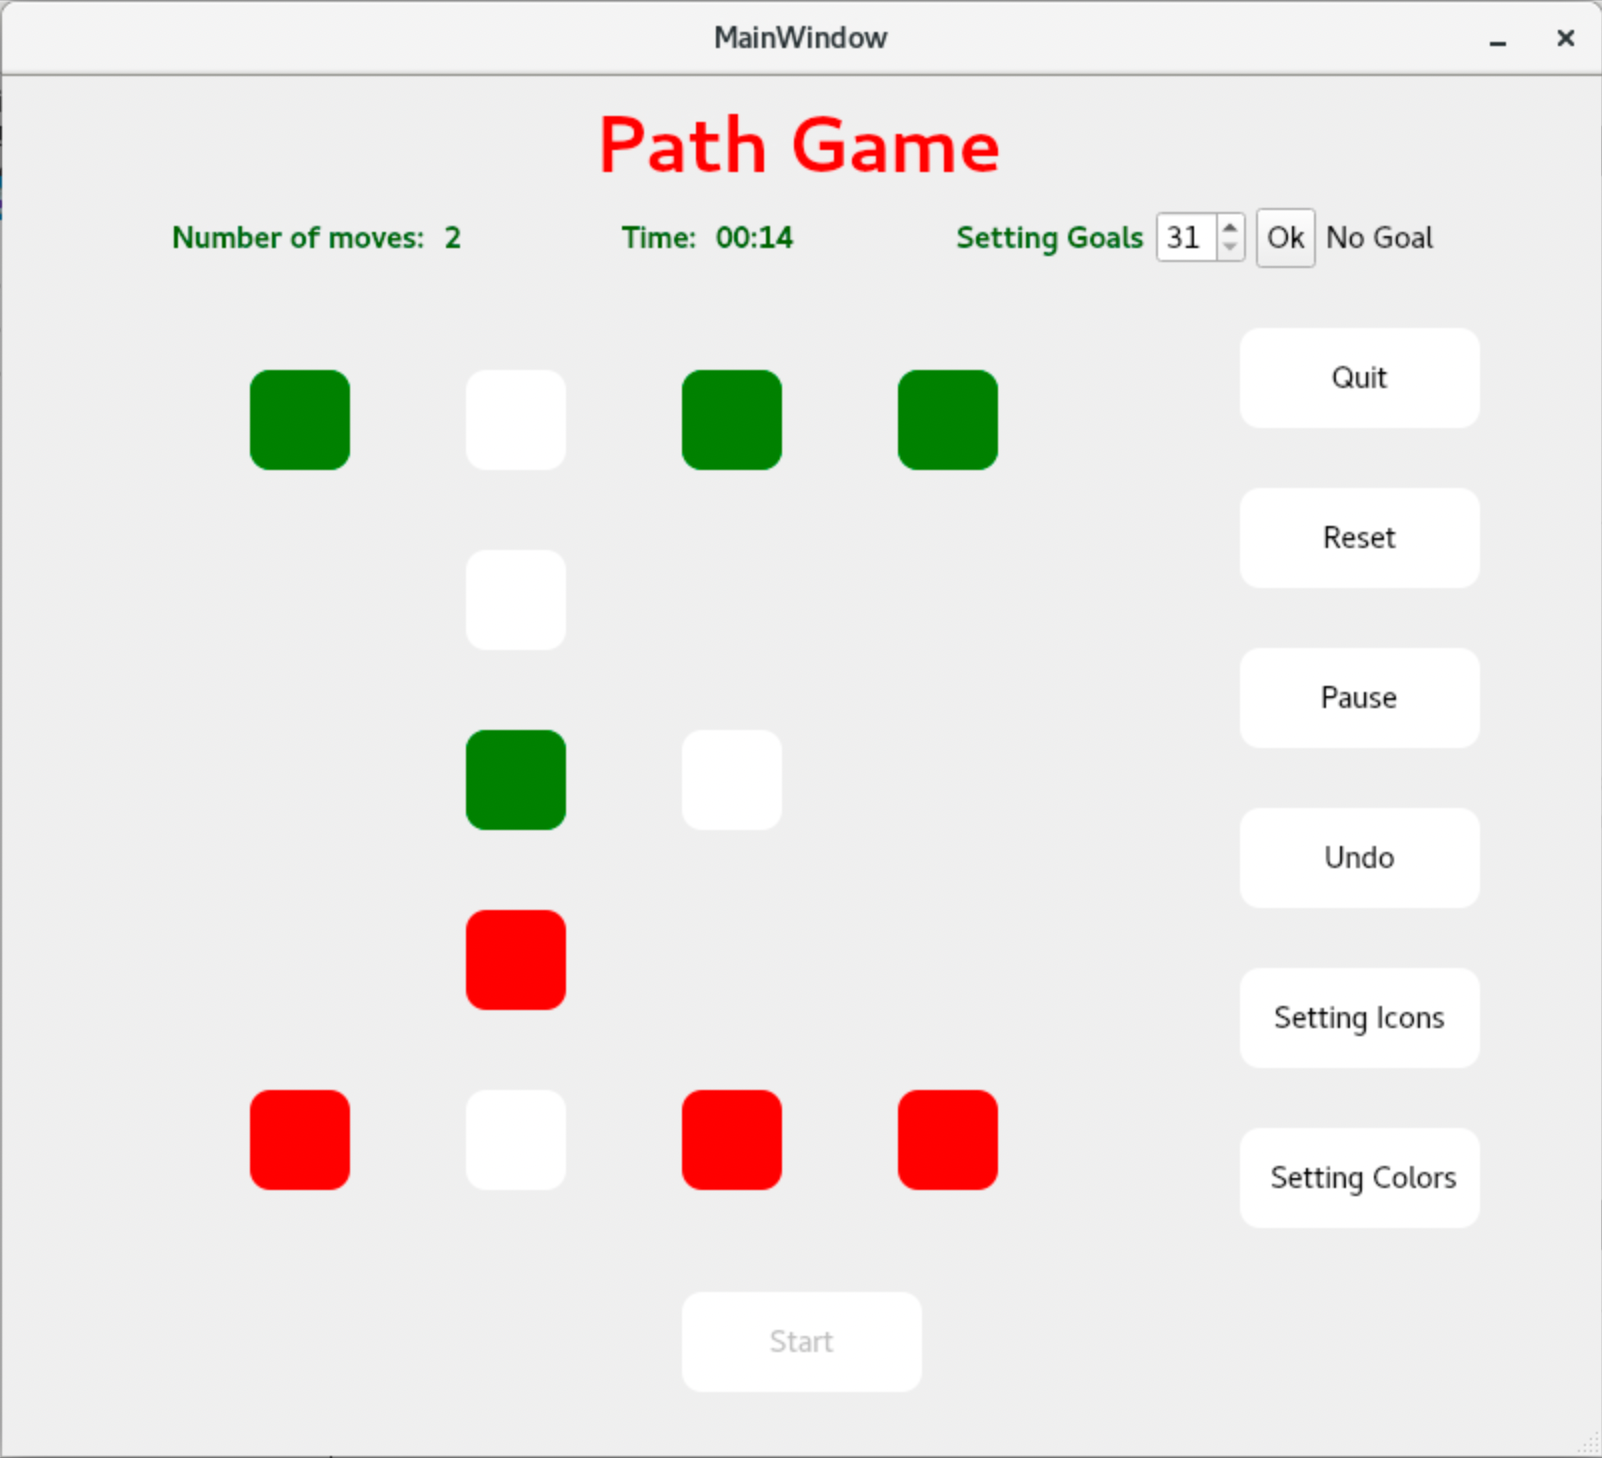 MainWindow
Path Game
Number of moves: 2 Time: 00:14 Setting Goals 31 Ok No Goal
Quit
Reset
Pause
Undo
Setting Icons
Setting Colors
Start